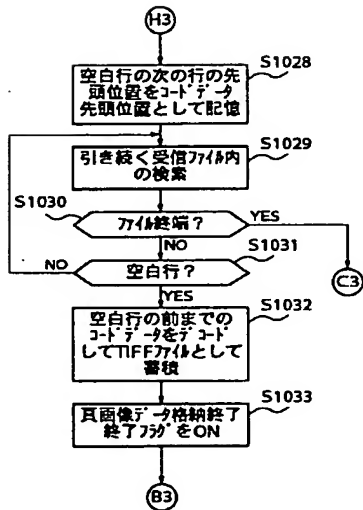 H3
S1028
空白行の次の行の先
頭位置をコードデータ
先頭位置として記憶
S1029
引き続く受信ファイル内
の検索
S1030
ファイル終端?
YES
NO
S1031
NO
空白行?
C3
YES
S1032
空白行の前までの
コードデータをデコード
してTIFFファイルとして
蓄積
S1033
頁画像データ格納終了
終了フラグをON
B3